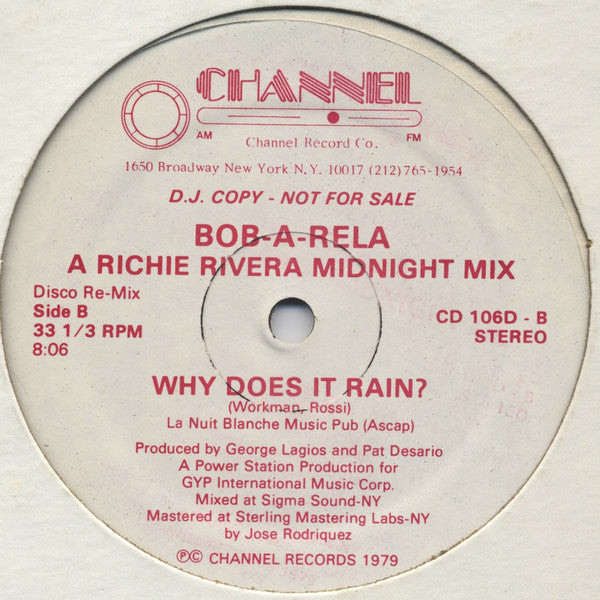 CHANNEL
AM FM
Channel Record Co.
1650 Broadway New York N.Y. 10017 (212)765-1954
D.J. COPY - NOT FOR SALE
BOB-A-RELA
A RICHIE RIVERA MIDNIGHT MIX
Disco Re-Mix
Side B
33 1/3 RPM
8:06
CD 106D - B
STEREO
WHY DOES IT RAIN?
(Workman, Rossi)
La Nuit Blanche Music Pub (Ascap)
Produced by George Lagios and Pat Desario
A Power Station Production for
GYP International Music Corp.
Mixed at Sigma Sound-NY
Mastered at Sterling Mastering Labs-NY
by Jose Rodriquez
℗© CHANNEL RECORDS 1979